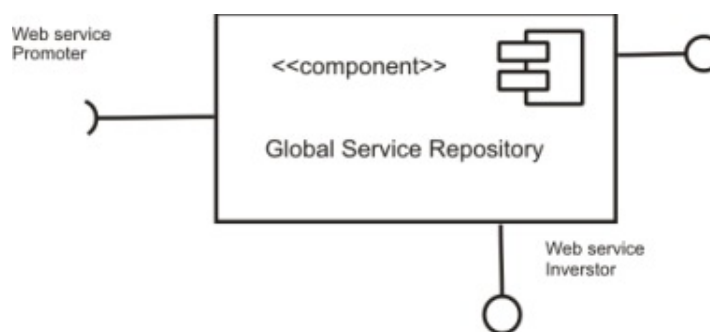 Web service
Promoter
<<component>>
Global Service Repository
Web service
Inverstor